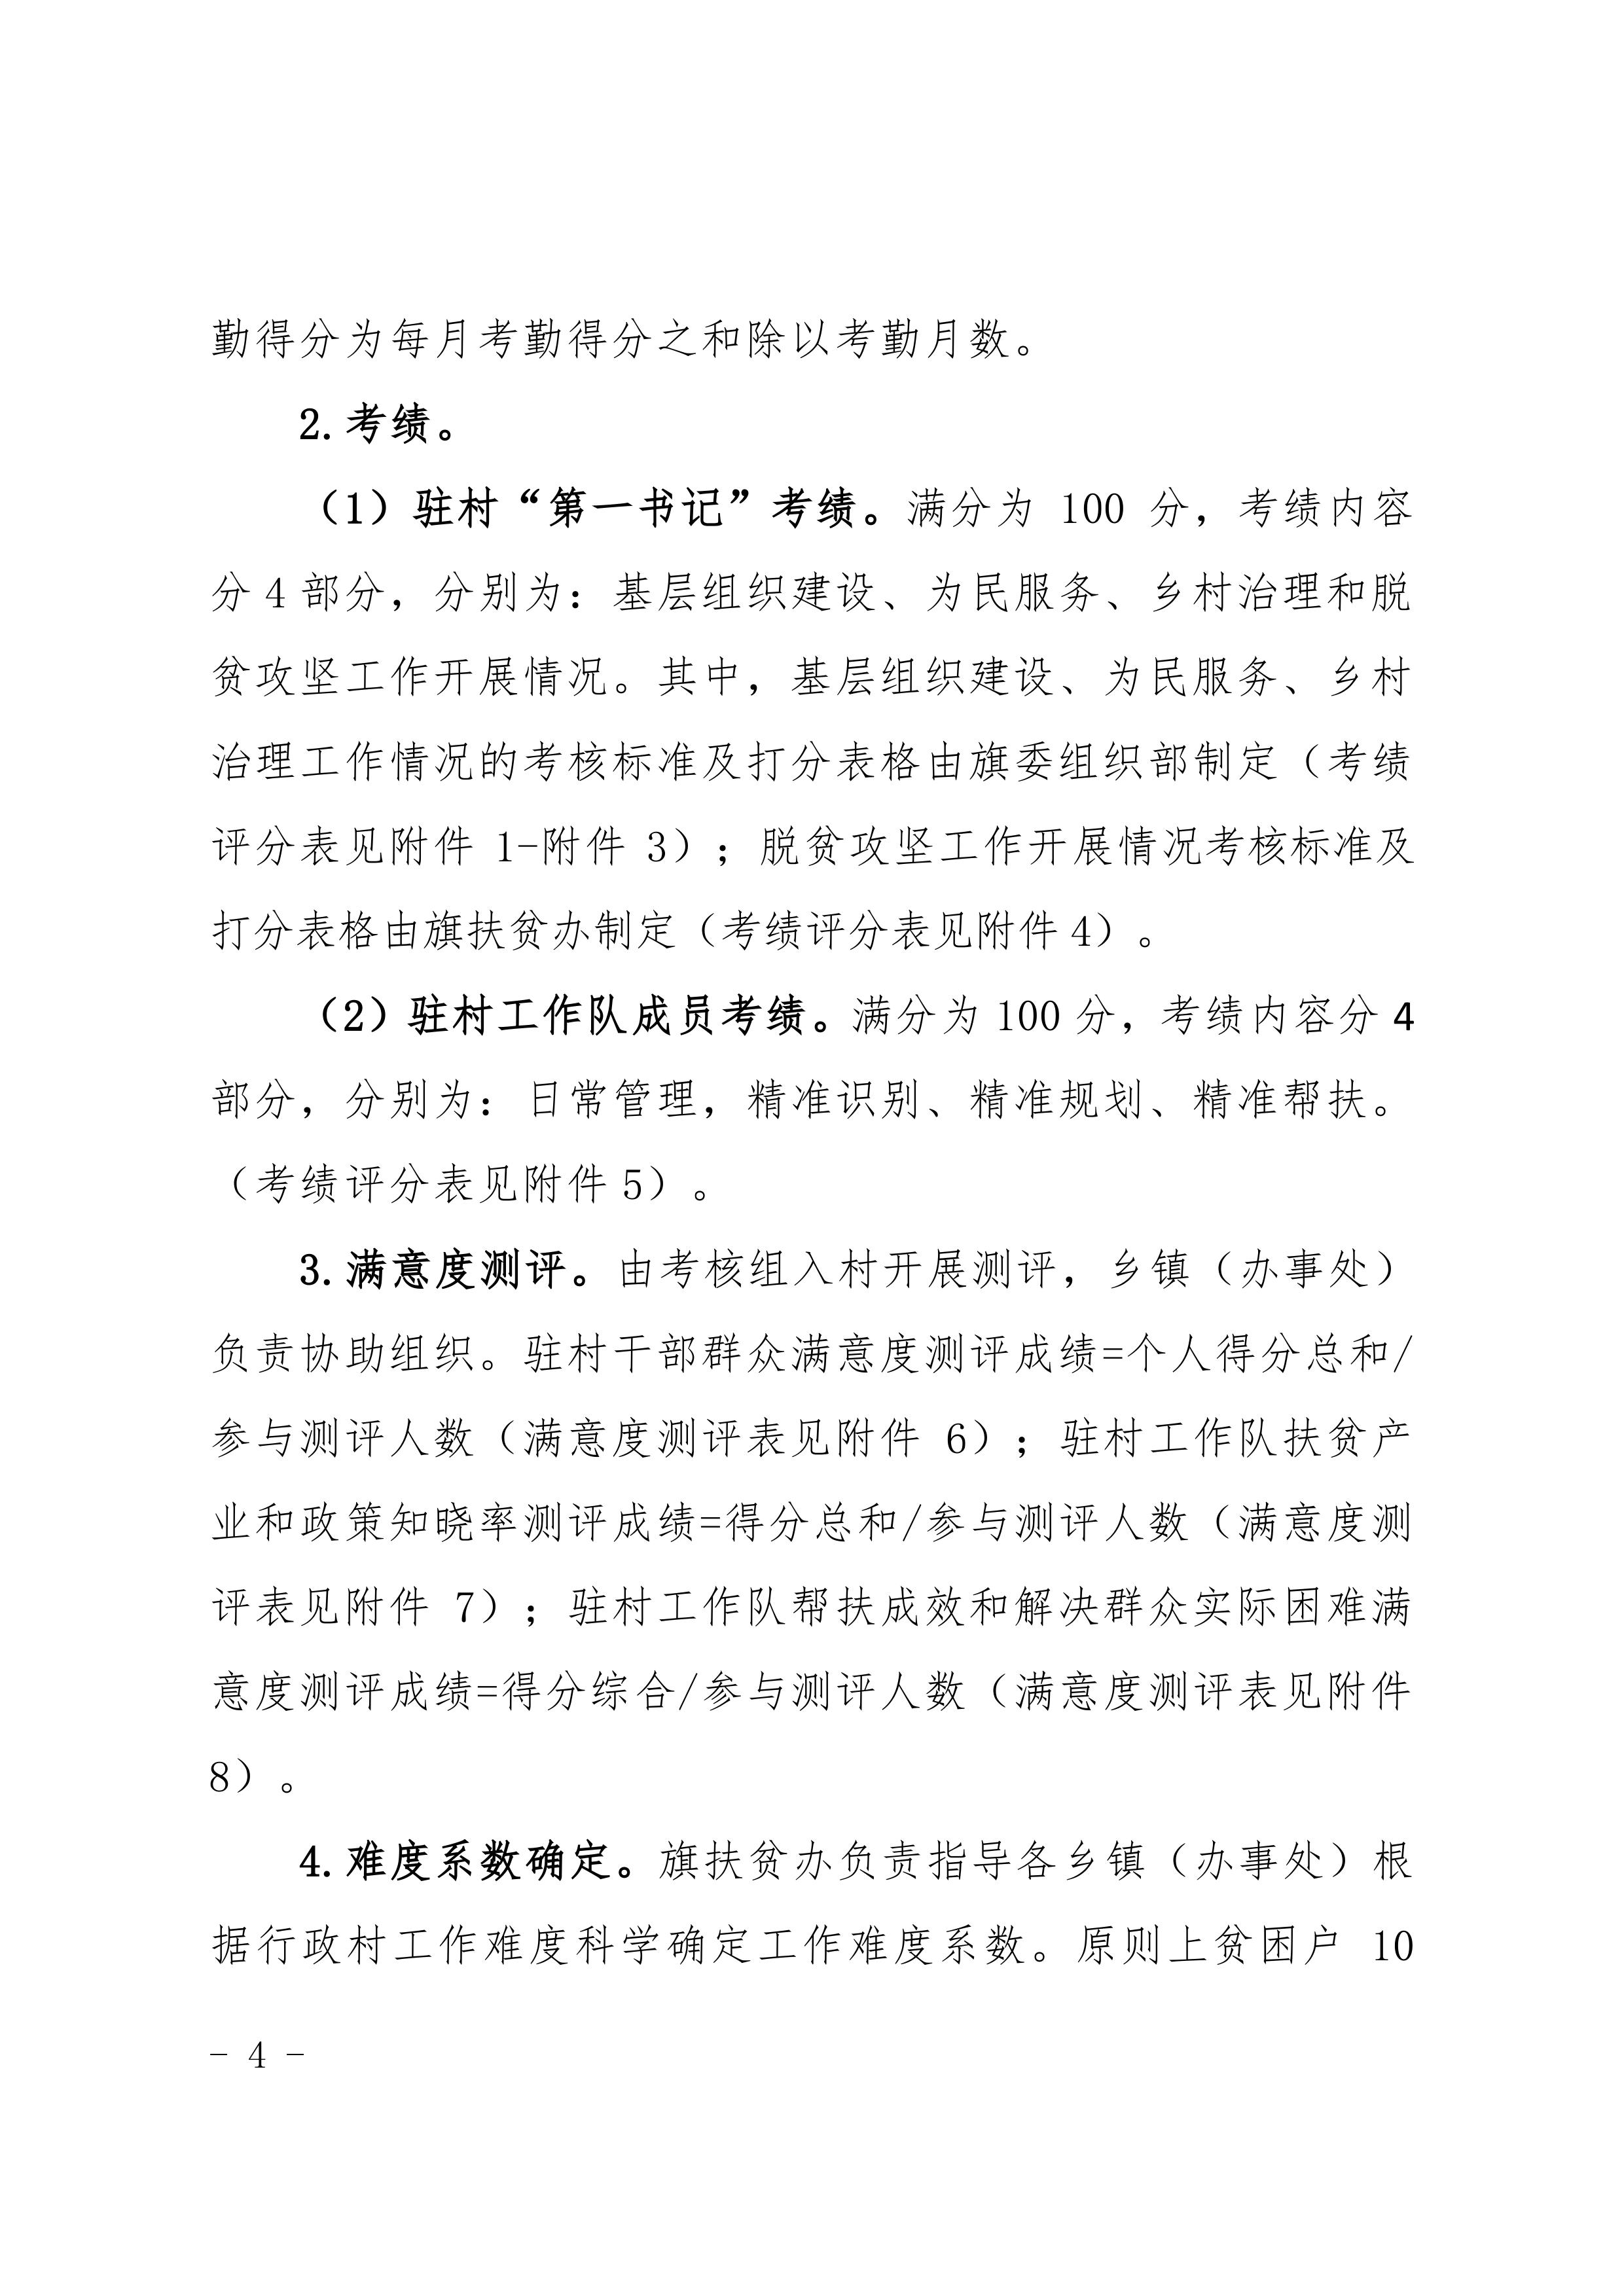 勤得分为每月考勤得分之和除以考勤月数。
2.考绩。
（1）驻村“第一书记”考绩。满分为 100 分，考绩内容
分 4 部分，分别为：基层组织建设、为民服务、乡村治理和脱
贫攻坚工作开展情况。其中，基层组织建设、为民服务、乡村
治理工作情况的考核标准及打分表格由旗委组织部制定（考绩
评分表见附件 1-附件 3）；脱贫攻坚工作开展情况考核标准及
打分表格由旗扶贫办制定（考绩评分表见附件 4）。
（2）驻村工作队成员考绩。满分为 100 分，考绩内容分 4
部分，分别为：日常管理，精准识别、精准规划、精准帮扶。
（考绩评分表见附件 5）。
3.满意度测评。由考核组入村开展测评，乡镇（办事处）
负责协助组织。驻村干部群众满意度测评成绩=个人得分总和/
参与测评人数（满意度测评表见附件 6）；驻村工作队扶贫产
业和政策知晓率测评成绩=得分总和/参与测评人数（满意度测
评表见附件 7）；驻村工作队帮扶成效和解决群众实际困难满
意度测评成绩=得分综合/参与测评人数（满意度测评表见附件
8）。
4.难度系数确定。旗扶贫办负责指导各乡镇（办事处）根
据行政村工作难度科学确定工作难度系数。原则上贫困户 10
- 4 -